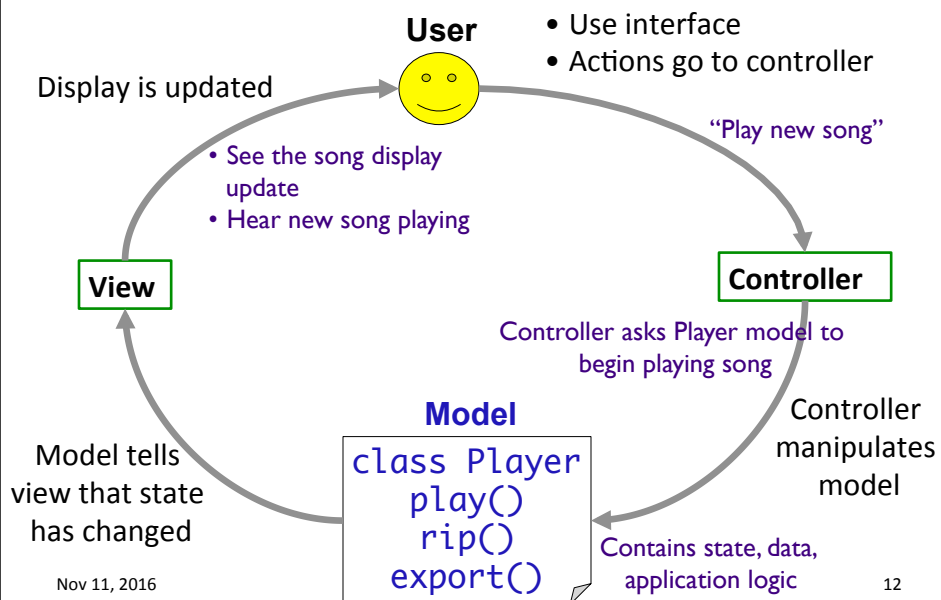 User
• Use interface
• Actions go to controller
Display is updated
“Play new song”
• See the song display
update
• Hear new song playing
View
Controller
Controller asks Player model to
begin playing song
Model
Controller
manipulates
model
class Player
play()
rip()
export()
Model tells
view that state
has changed
Contains state, data,
application logic
Nov 11, 2016
12